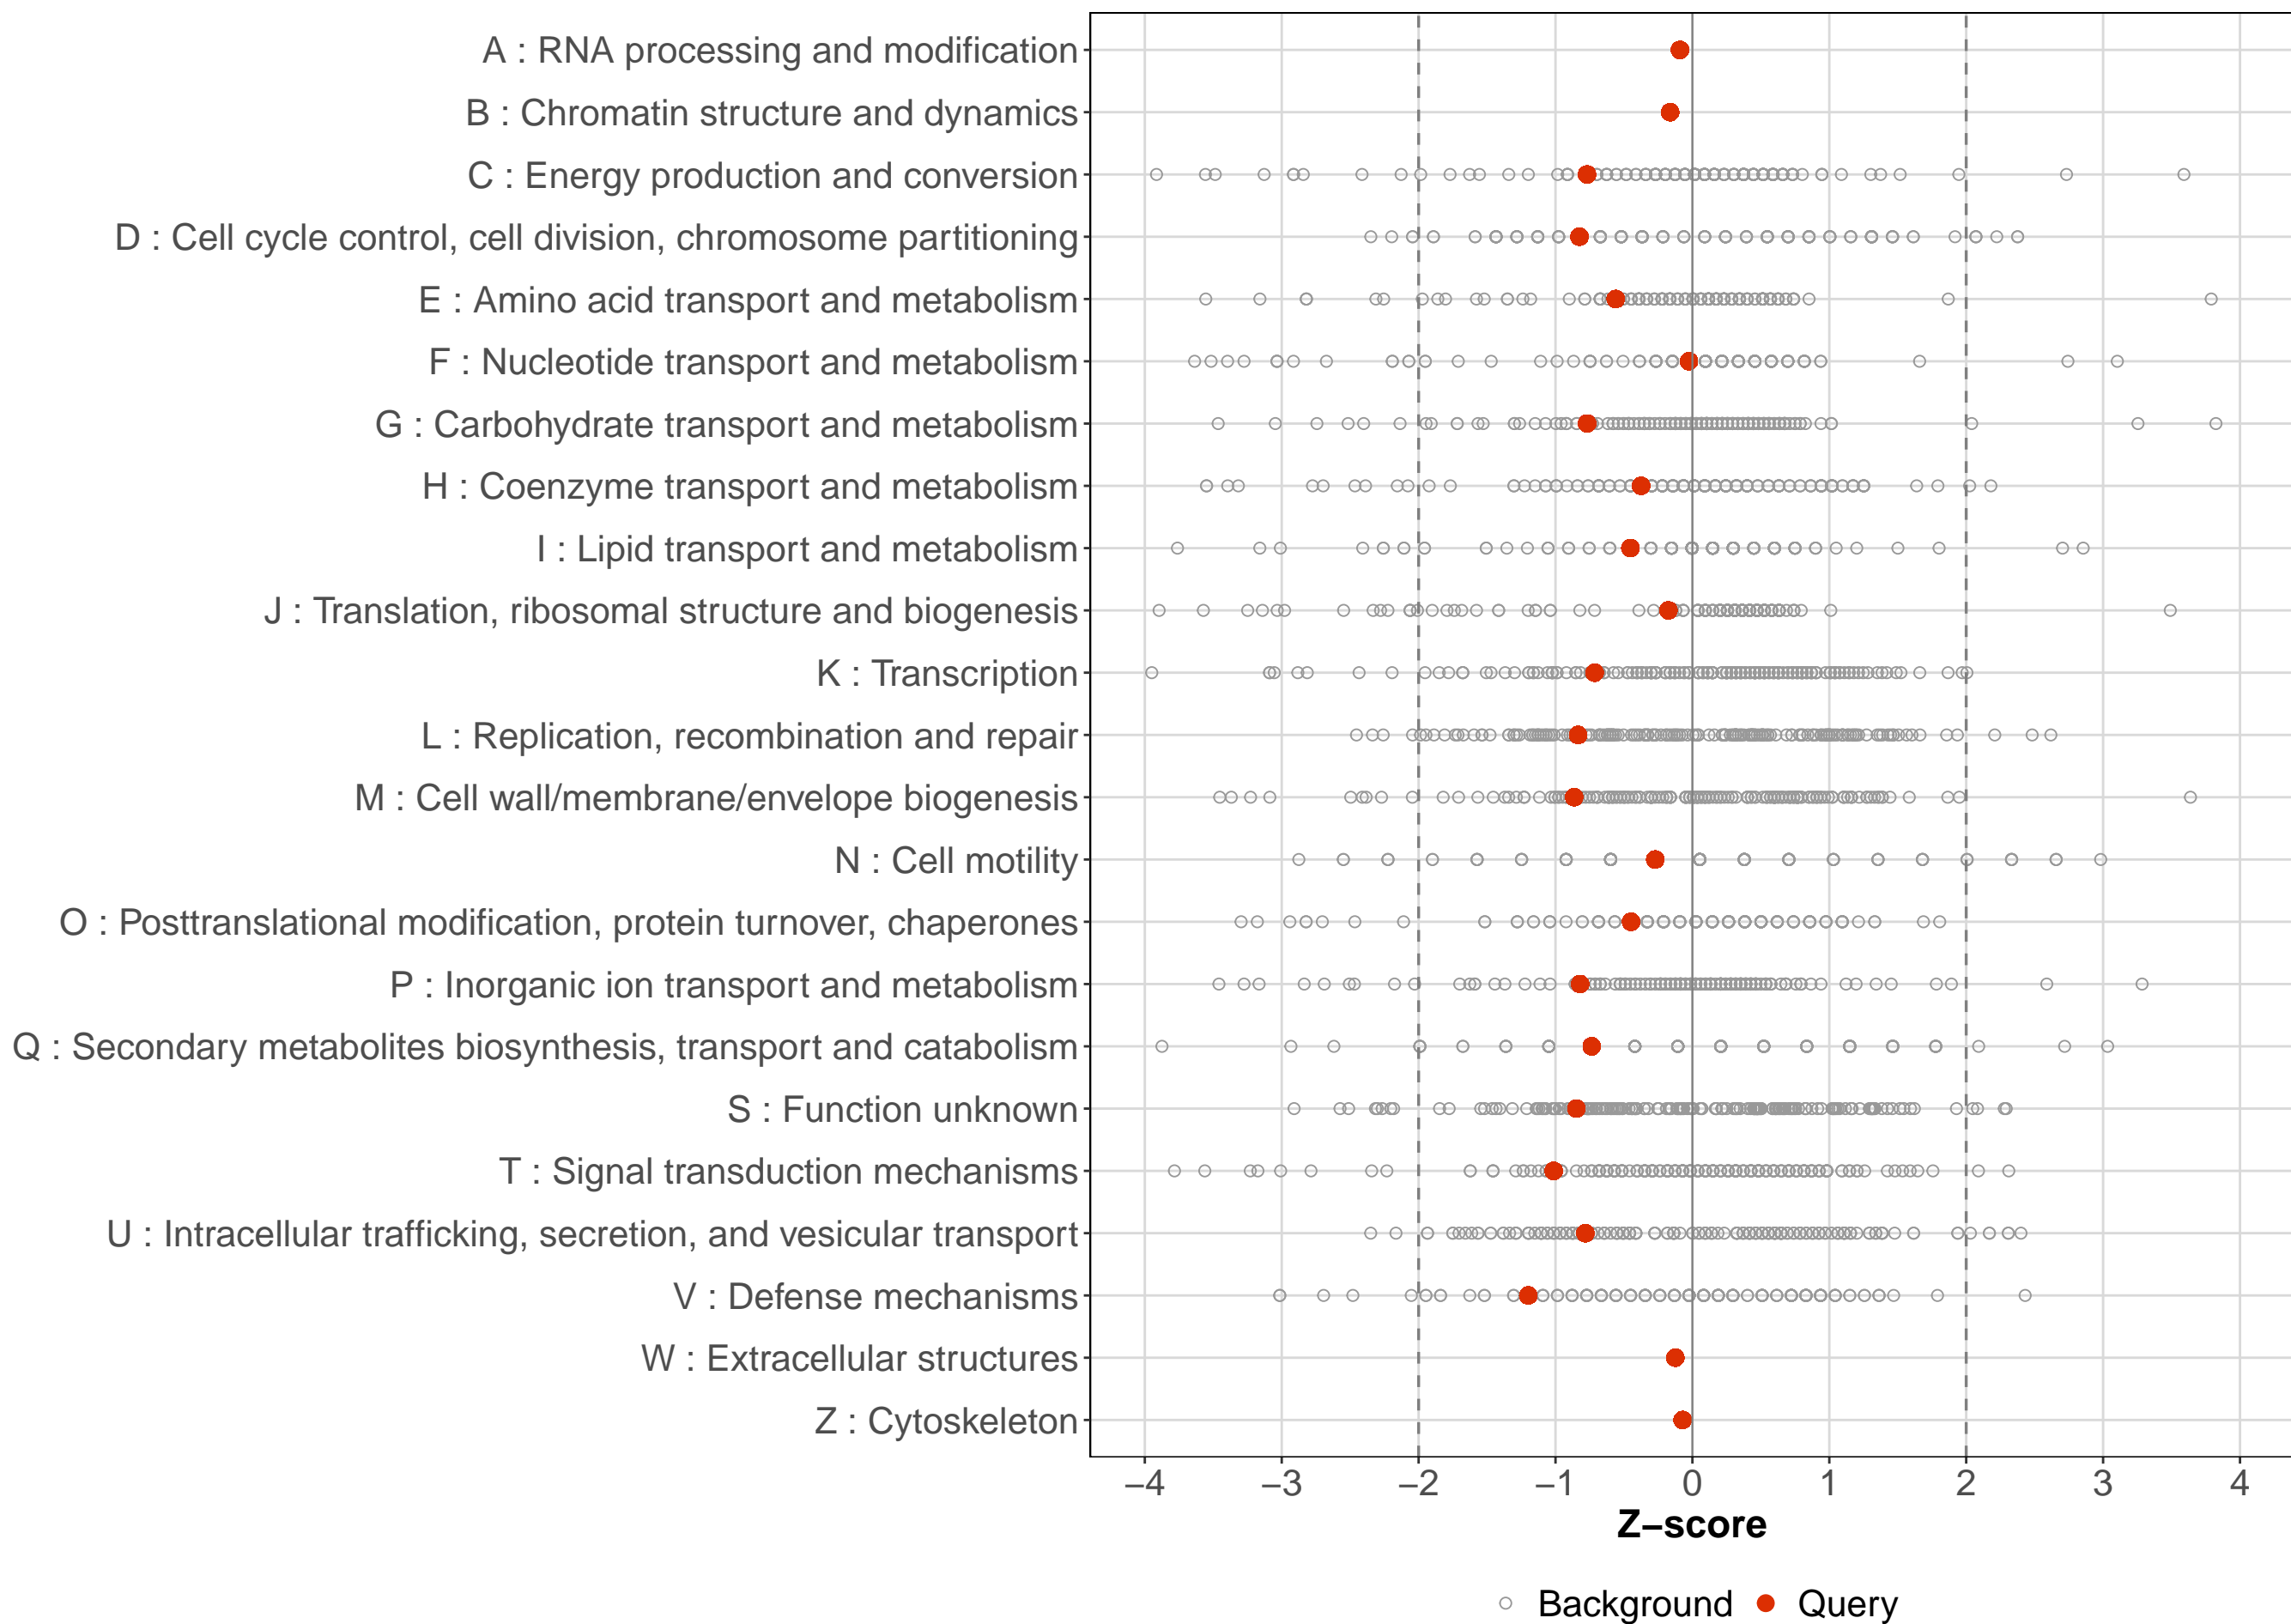 A : RNA processing and modification
B : Chromatin structure and dynamics
C : Energy production and conversion
D : Cell cycle control, cell division, chromosome partitioning
E : Amino acid transport and metabolism
F : Nucleotide transport and metabolism
G : Carbohydrate transport and metabolism
H : Coenzyme transport and metabolism
I : Lipid transport and metabolism
J : Translation, ribosomal structure and biogenesis
K : Transcription
L : Replication, recombination and repair
M : Cell wall/membrane/envelope biogenesis
N : Cell motility
O : Posttranslational modification, protein turnover, chaperones
P : Inorganic ion transport and metabolism
Q : Secondary metabolites biosynthesis, transport and catabolism
S : Function unknown
T : Signal transduction mechanisms
U : Intracellular trafficking, secretion, and vesicular transport
V : Defense mechanisms
W : Extracellular structures
Z : Cytoskeleton
−4 −3 −2 −1 0 1 2 3 4
Z−score
Background Query